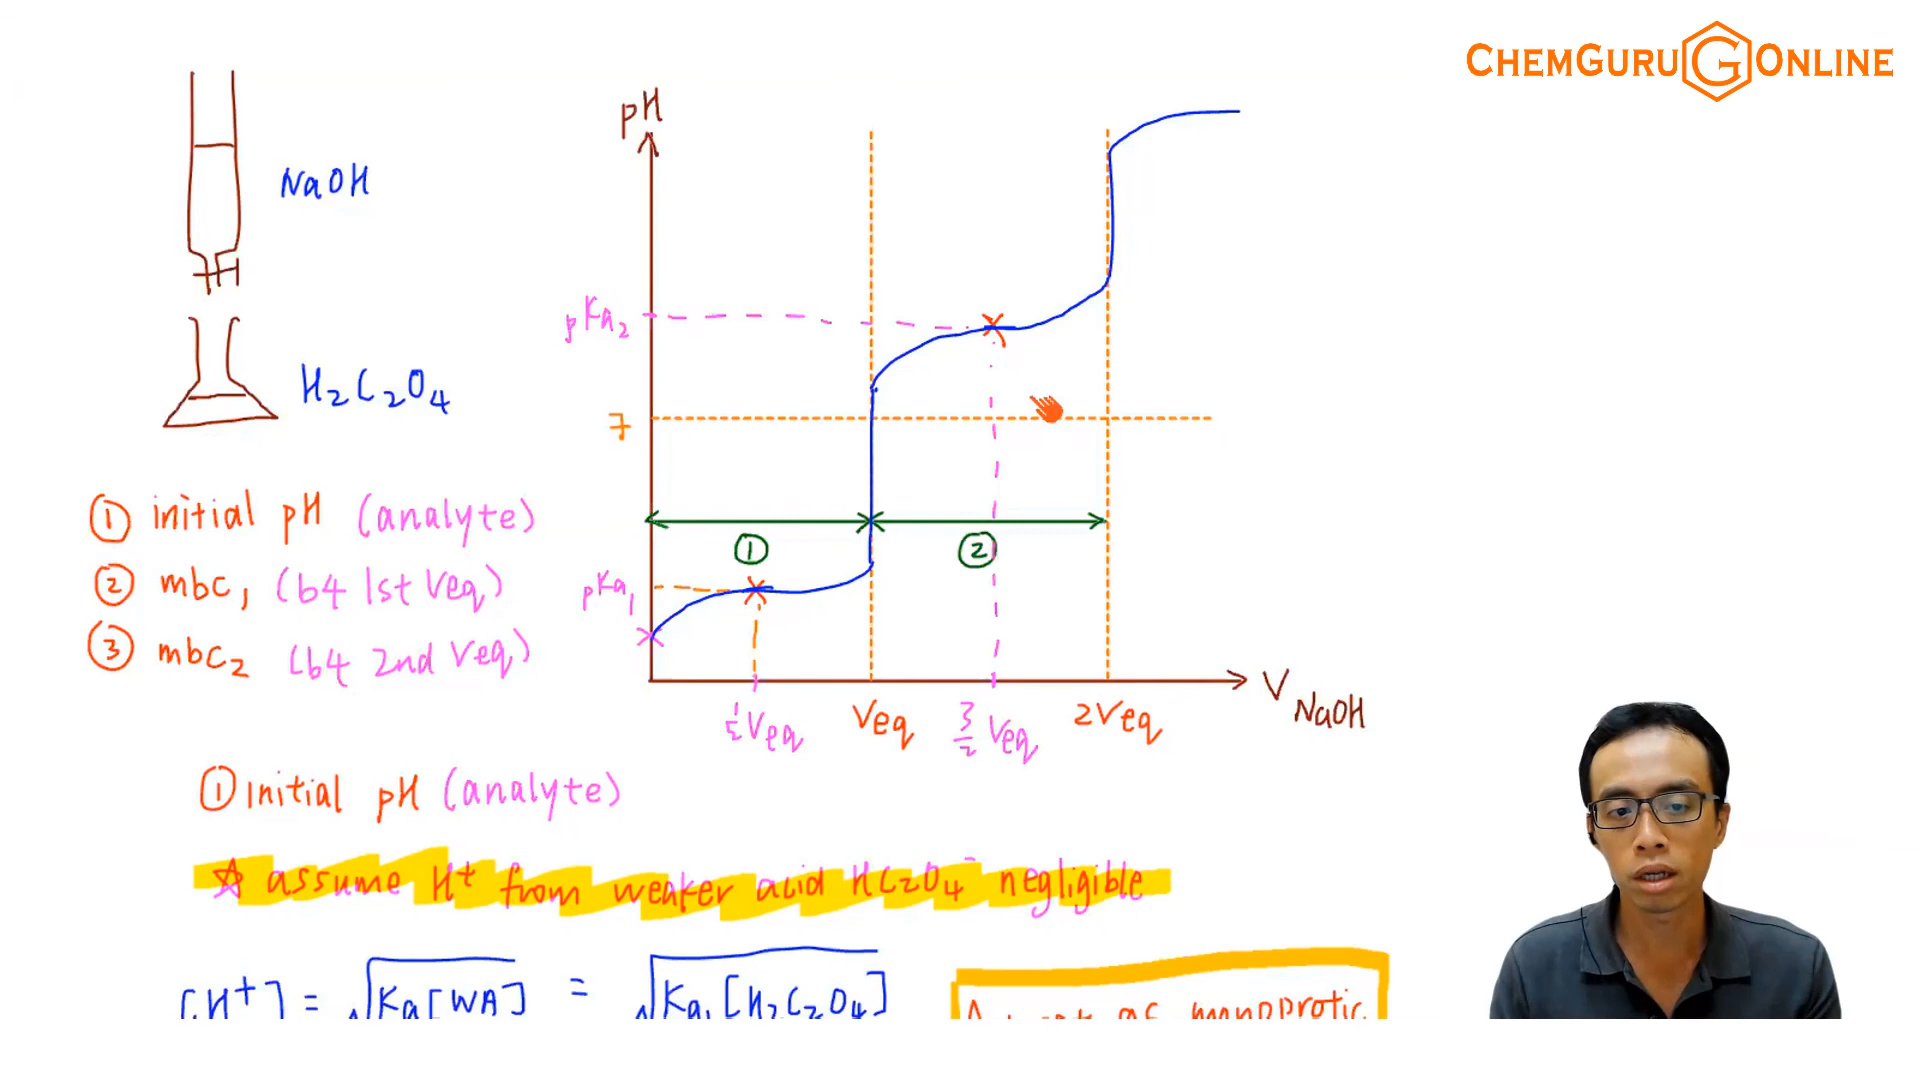 CHEMGURU G ONLINE
pH
NaOH
pKa2
H2C2O4
7
① initial pH (analyte)
① ②
② mbc1 (b4 1st Veq)
pKa1
③ mbc2 (b4 2nd Veq)
½Veq Veq 3/2 Veq 2Veq V NaOH
① Initial pH (analyte)
☆ assume H+ from weaker acid HC2O4- negligible
[H+] = √Ka[WA] = √Ka1[H2C2O4]
as monoprotic